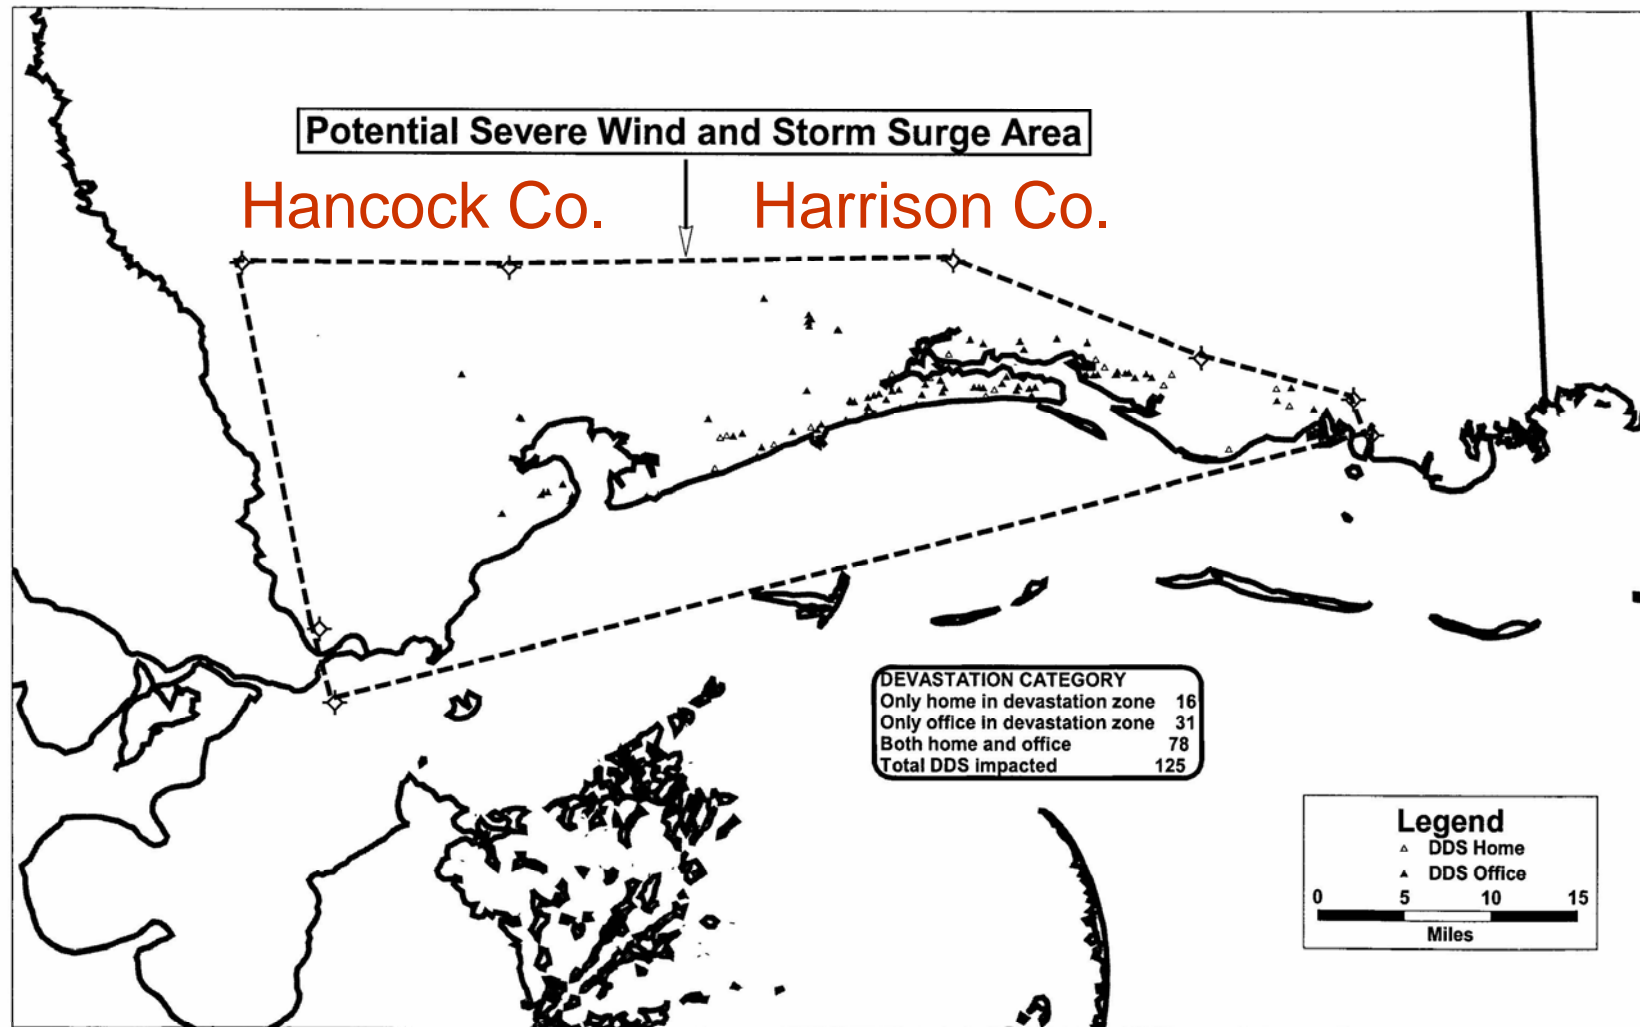 Potential Severe Wind and Storm Surge Area
Hancock Co. Harrison Co.
DEVASTATION CATEGORY
Only home in devastation zone 16
Only office in devastation zone 31
Both home and office 78
Total DDS impacted 125
Legend
DDS Home
DDS Office
0 5 10 15
Miles